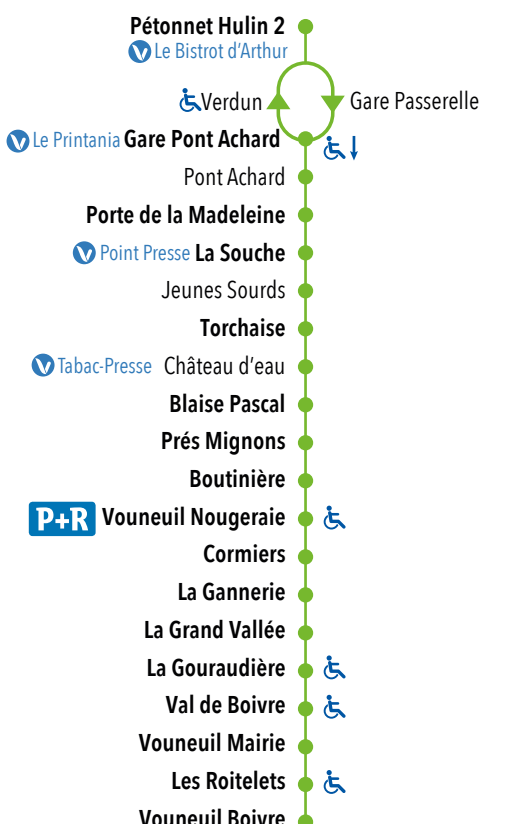 Pétonnet Hulin 2
V Le Bistrot d'Arthur
Verdun Gare Passerelle
V Le Printania Gare Pont Achard
Pont Achard
Porte de la Madeleine
V Point Presse La Souche
Jeunes Sourds
Torchaise
V Tabac-Presse Château d'eau
Blaise Pascal
Prés Mignons
Boutinière
P+R Vouneuil Nougeraie
Cormiers
La Gannerie
La Grand Vallée
La Gouraudière
Val de Boivre
Vouneuil Mairie
Les Roitelets
Vouneuil Boivre